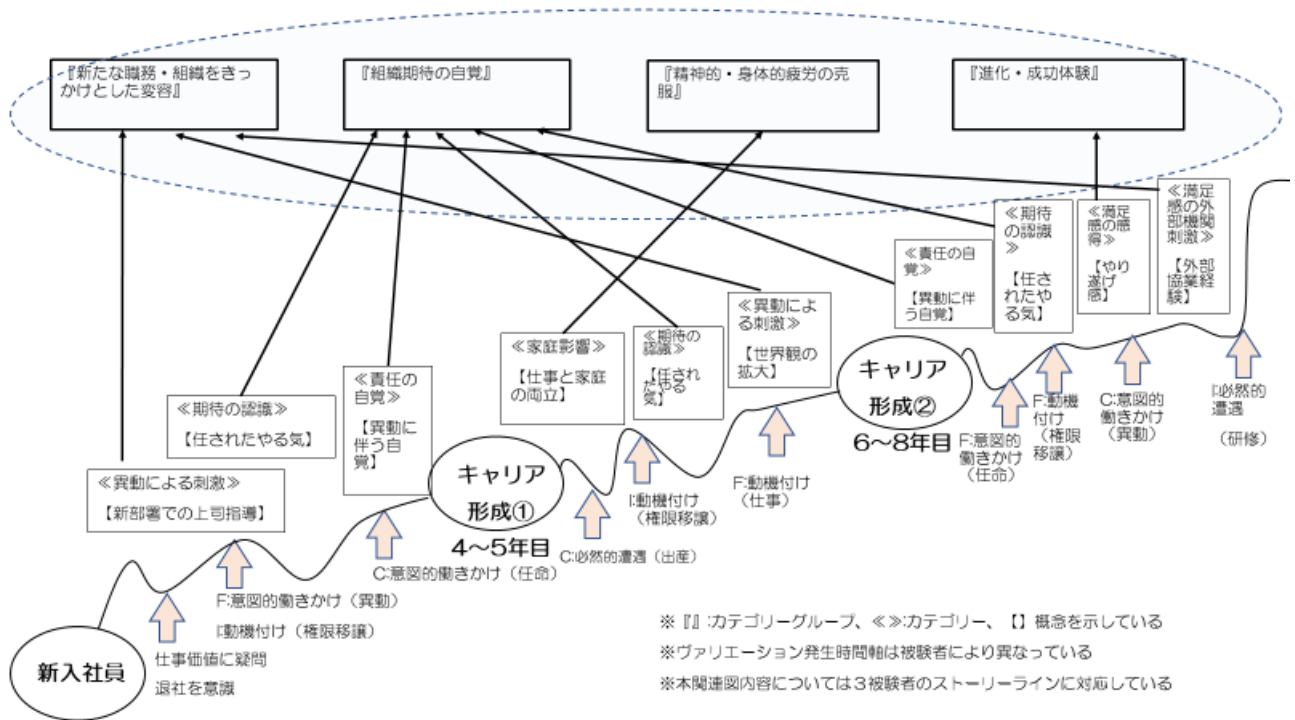 『新たな職務・組織をきっ
かけとした変容』
『組織期待の自覚』
『精神的・身体的疲労の克
服』
『進化・成功体験』
≪満足
感の外
部機関
刺激≫
【外部
協業経
験】
≪期待
の認識
≫
【任さ
れたや
る気】
≪満足
感の感
得≫
【やり
遂げ
感】
≪責任の自
覚≫
【異動に伴
う自覚】
≪異動によ
る刺激≫
【世界観の
拡大】
≪家庭影響≫
【仕事と家庭
の両立】
≪期待の
認識≫
【任され
たやる
気】
≪責任の
自覚≫
【異動に
伴う自
覚】
≪期待の認識≫
【任されたやる気】
≪異動による刺激≫
【新部署での上司指導】
キャリア
形成②
6～8年目
キャリア
形成①
4～5年目
新入社員
I:必然的
遭遇
（研修）
C:意図的
働きかけ
（異動）
F:動機
付け
（権限
移譲）
F:意図的
働きかけ
（任命）
F:動機付け
（仕事）
I:動機付け
（権限移譲）
C:必然的遭遇（出産）
C:意図的働きかけ（任命）
F:意図的働きかけ（異動）
I:動機付け（権限移譲）
仕事価値に疑問
退社を意識
※『』:カテゴリーグループ、≪≫:カテゴリー、【】概念を示している
※ヴァリエーション発生時間軸は被験者により異なっている
※本関連図内容については３被験者のストーリーラインに対応している